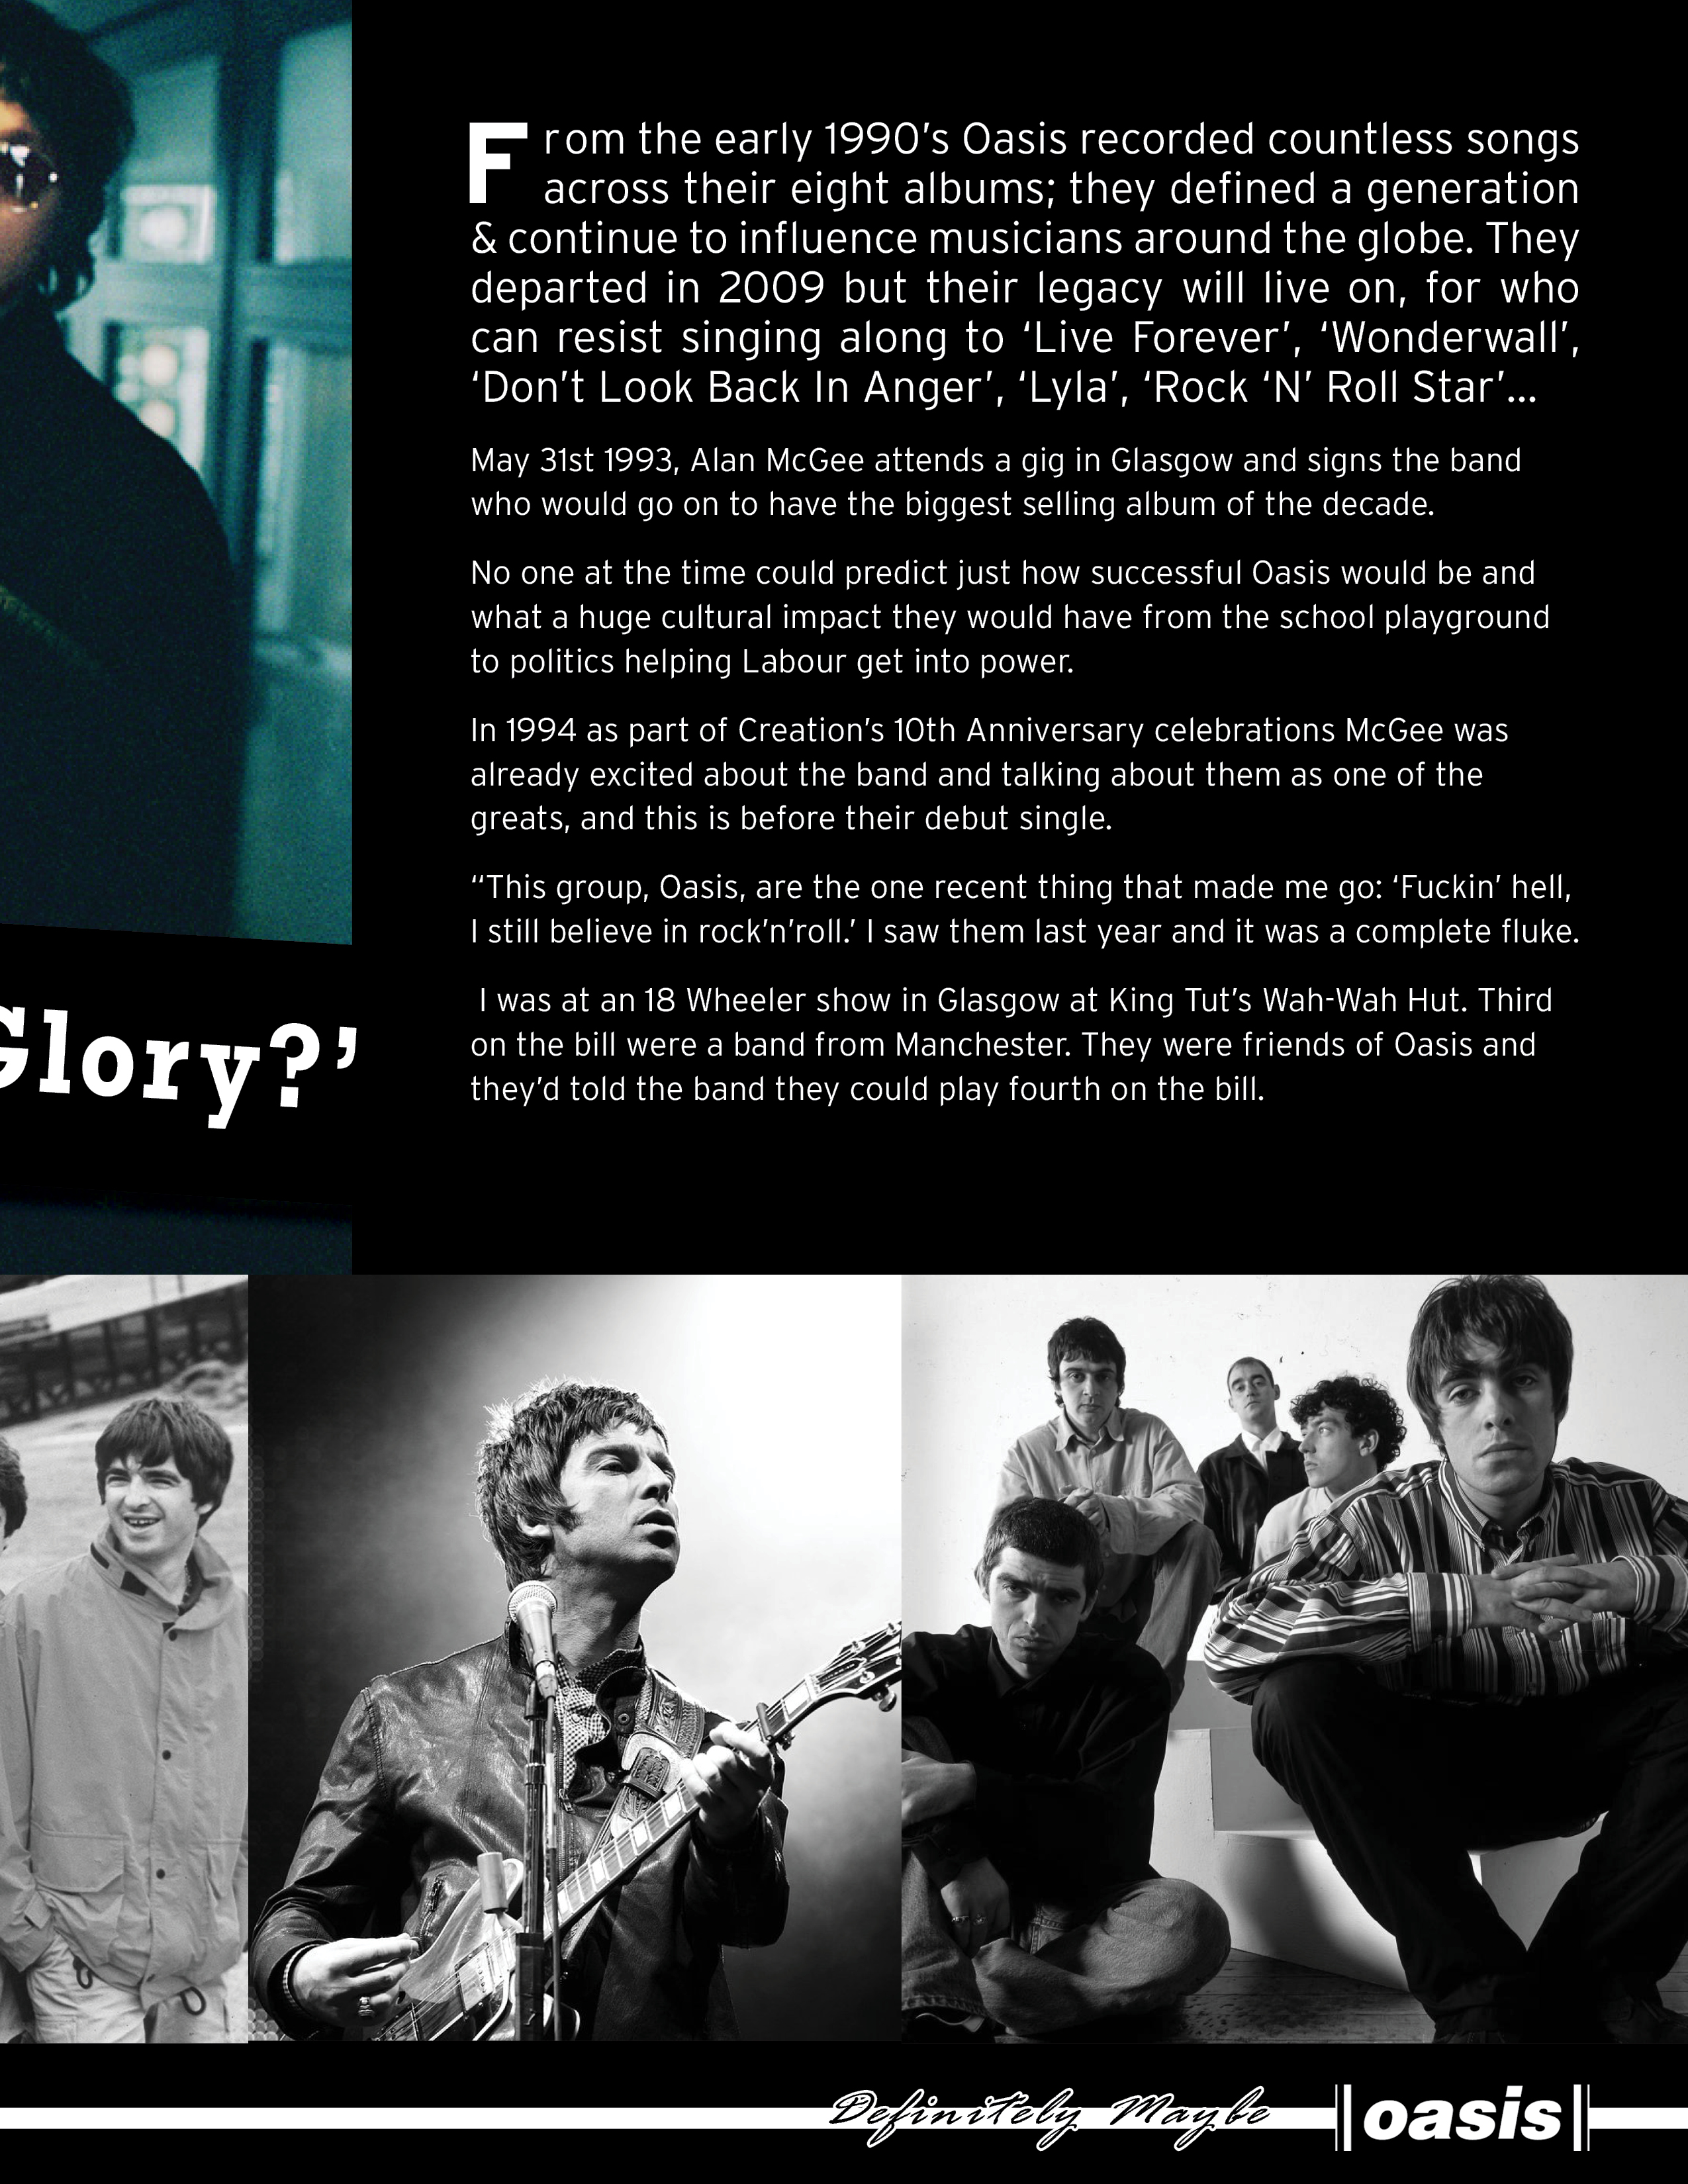 From the early 1990’s Oasis recorded countless songs
across their eight albums; they defined a generation
& continue to influence musicians around the globe. They
departed in 2009 but their legacy will live on, for who
can resist singing along to ‘Live Forever’, ‘Wonderwall’,
‘Don’t Look Back In Anger’, ‘Lyla’, ‘Rock ‘N’ Roll Star’...
May 31st 1993, Alan McGee attends a gig in Glasgow and signs the band
who would go on to have the biggest selling album of the decade.
No one at the time could predict just how successful Oasis would be and
what a huge cultural impact they would have from the school playground
to politics helping Labour get into power.
In 1994 as part of Creation’s 10th Anniversary celebrations McGee was
already excited about the band and talking about them as one of the
greats, and this is before their debut single.
“This group, Oasis, are the one recent thing that made me go: ‘Fuckin’ hell,
I still believe in rock’n’roll.’ I saw them last year and it was a complete fluke.
I was at an 18 Wheeler show in Glasgow at King Tut’s Wah-Wah Hut. Third
on the bill were a band from Manchester. They were friends of Oasis and
they’d told the band they could play fourth on the bill.
Glory?’
Definitely Maybe
oasis